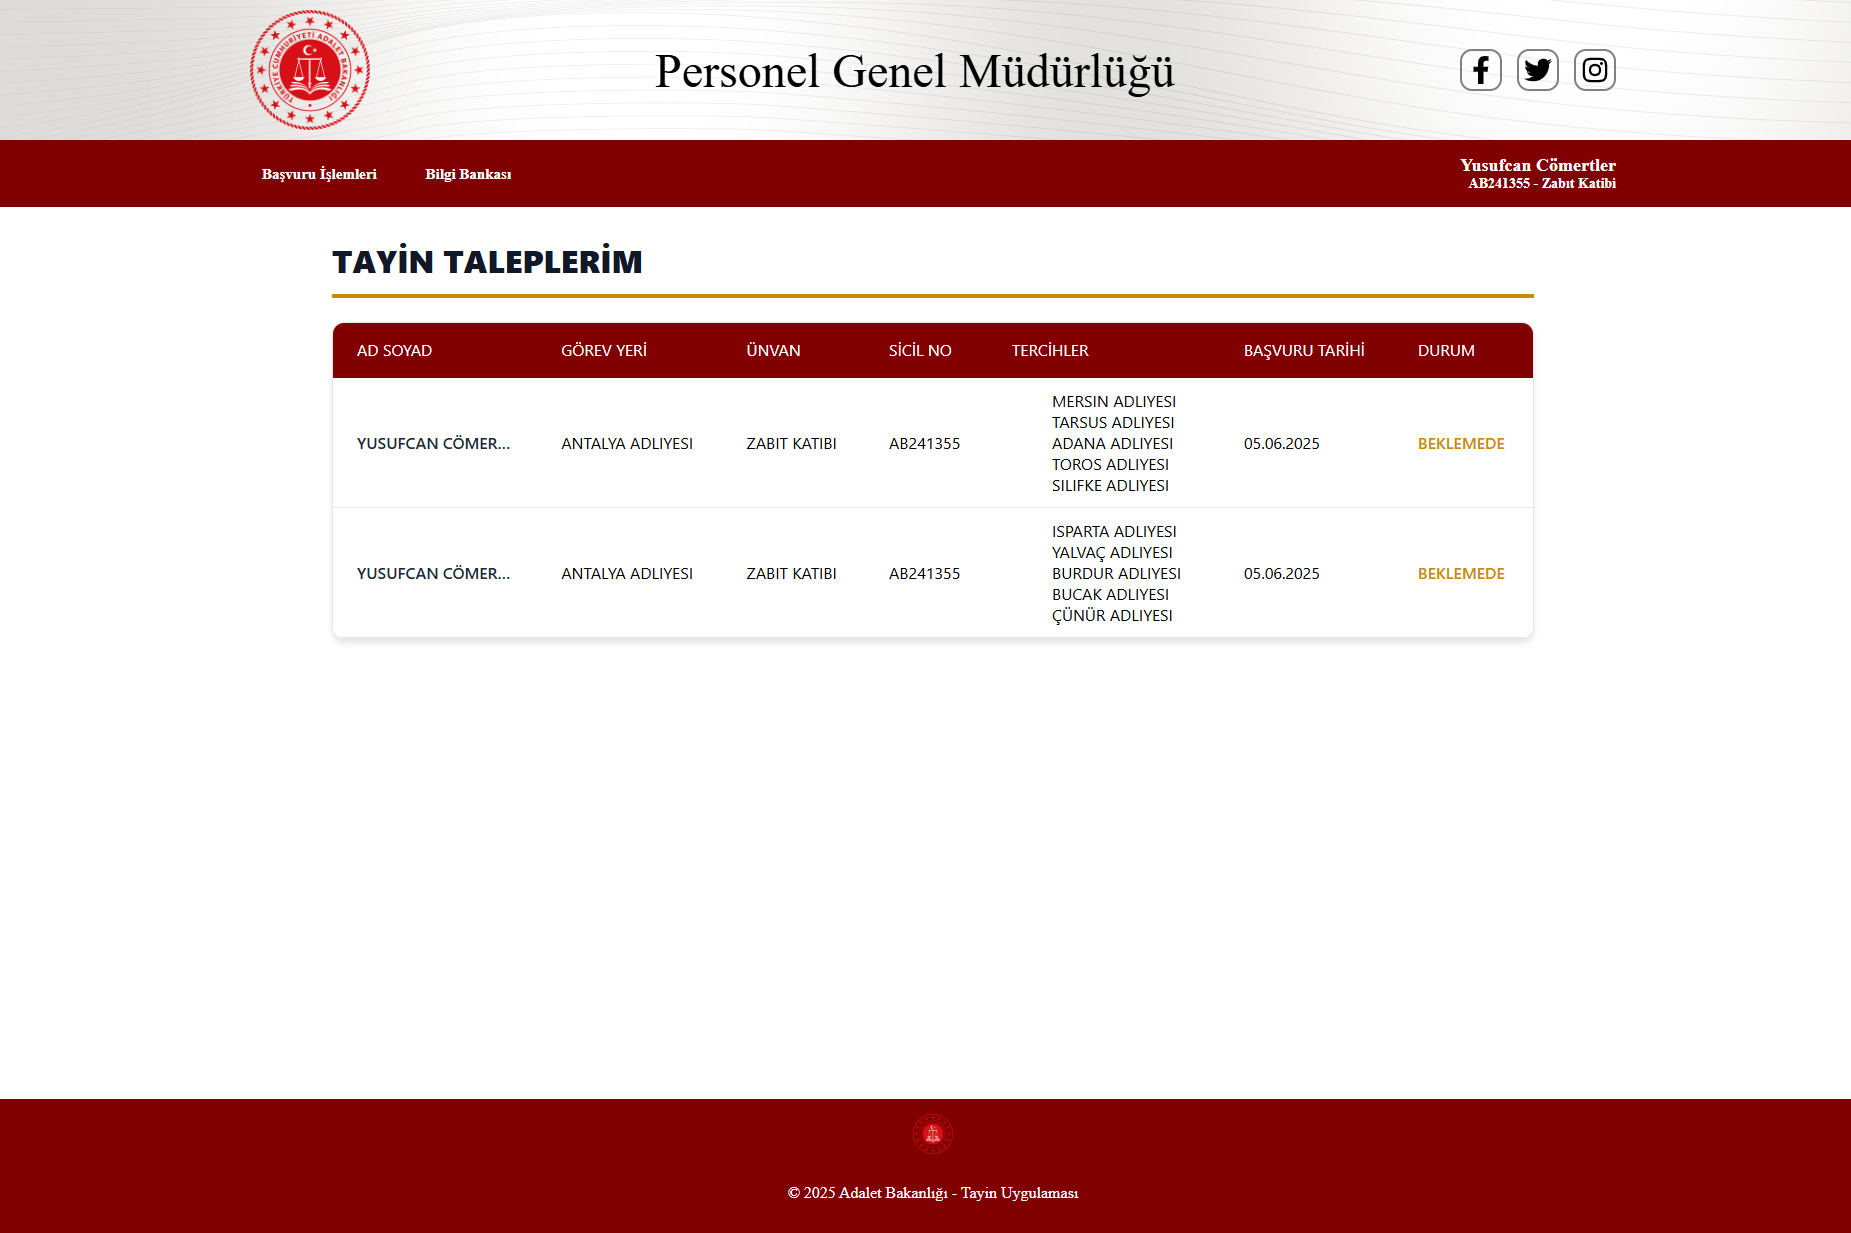 TÜRKİYE CUMHURİYETİ ADALET BAKANLIĞI
Personel Genel Müdürlüğü
Başvuru İşlemleri
Bilgi Bankası
Yusufcan Cömertler
AB241355 - Zabıt Katibi
TAYİN TALEPLERİM
AD SOYAD GÖREV YERİ ÜNVAN SİCİL NO TERCİHLER BAŞVURU TARİHİ DURUM
MERSIN ADLIYESI
TARSUS ADLIYESI
YUSUFCAN CÖMER... ANTALYA ADLIYESI ZABIT KATIBI AB241355 ADANA ADLIYESI 05.06.2025 BEKLEMEDE
TOROS ADLIYESI
SILIFKE ADLIYESI
ISPARTA ADLIYESI
YALVAÇ ADLIYESI
YUSUFCAN CÖMER... ANTALYA ADLIYESI ZABIT KATIBI AB241355 BURDUR ADLIYESI 05.06.2025 BEKLEMEDE
BUCAK ADLIYESI
ÇÜNÜR ADLIYESI
© 2025 Adalet Bakanlığı - Tayin Uygulaması